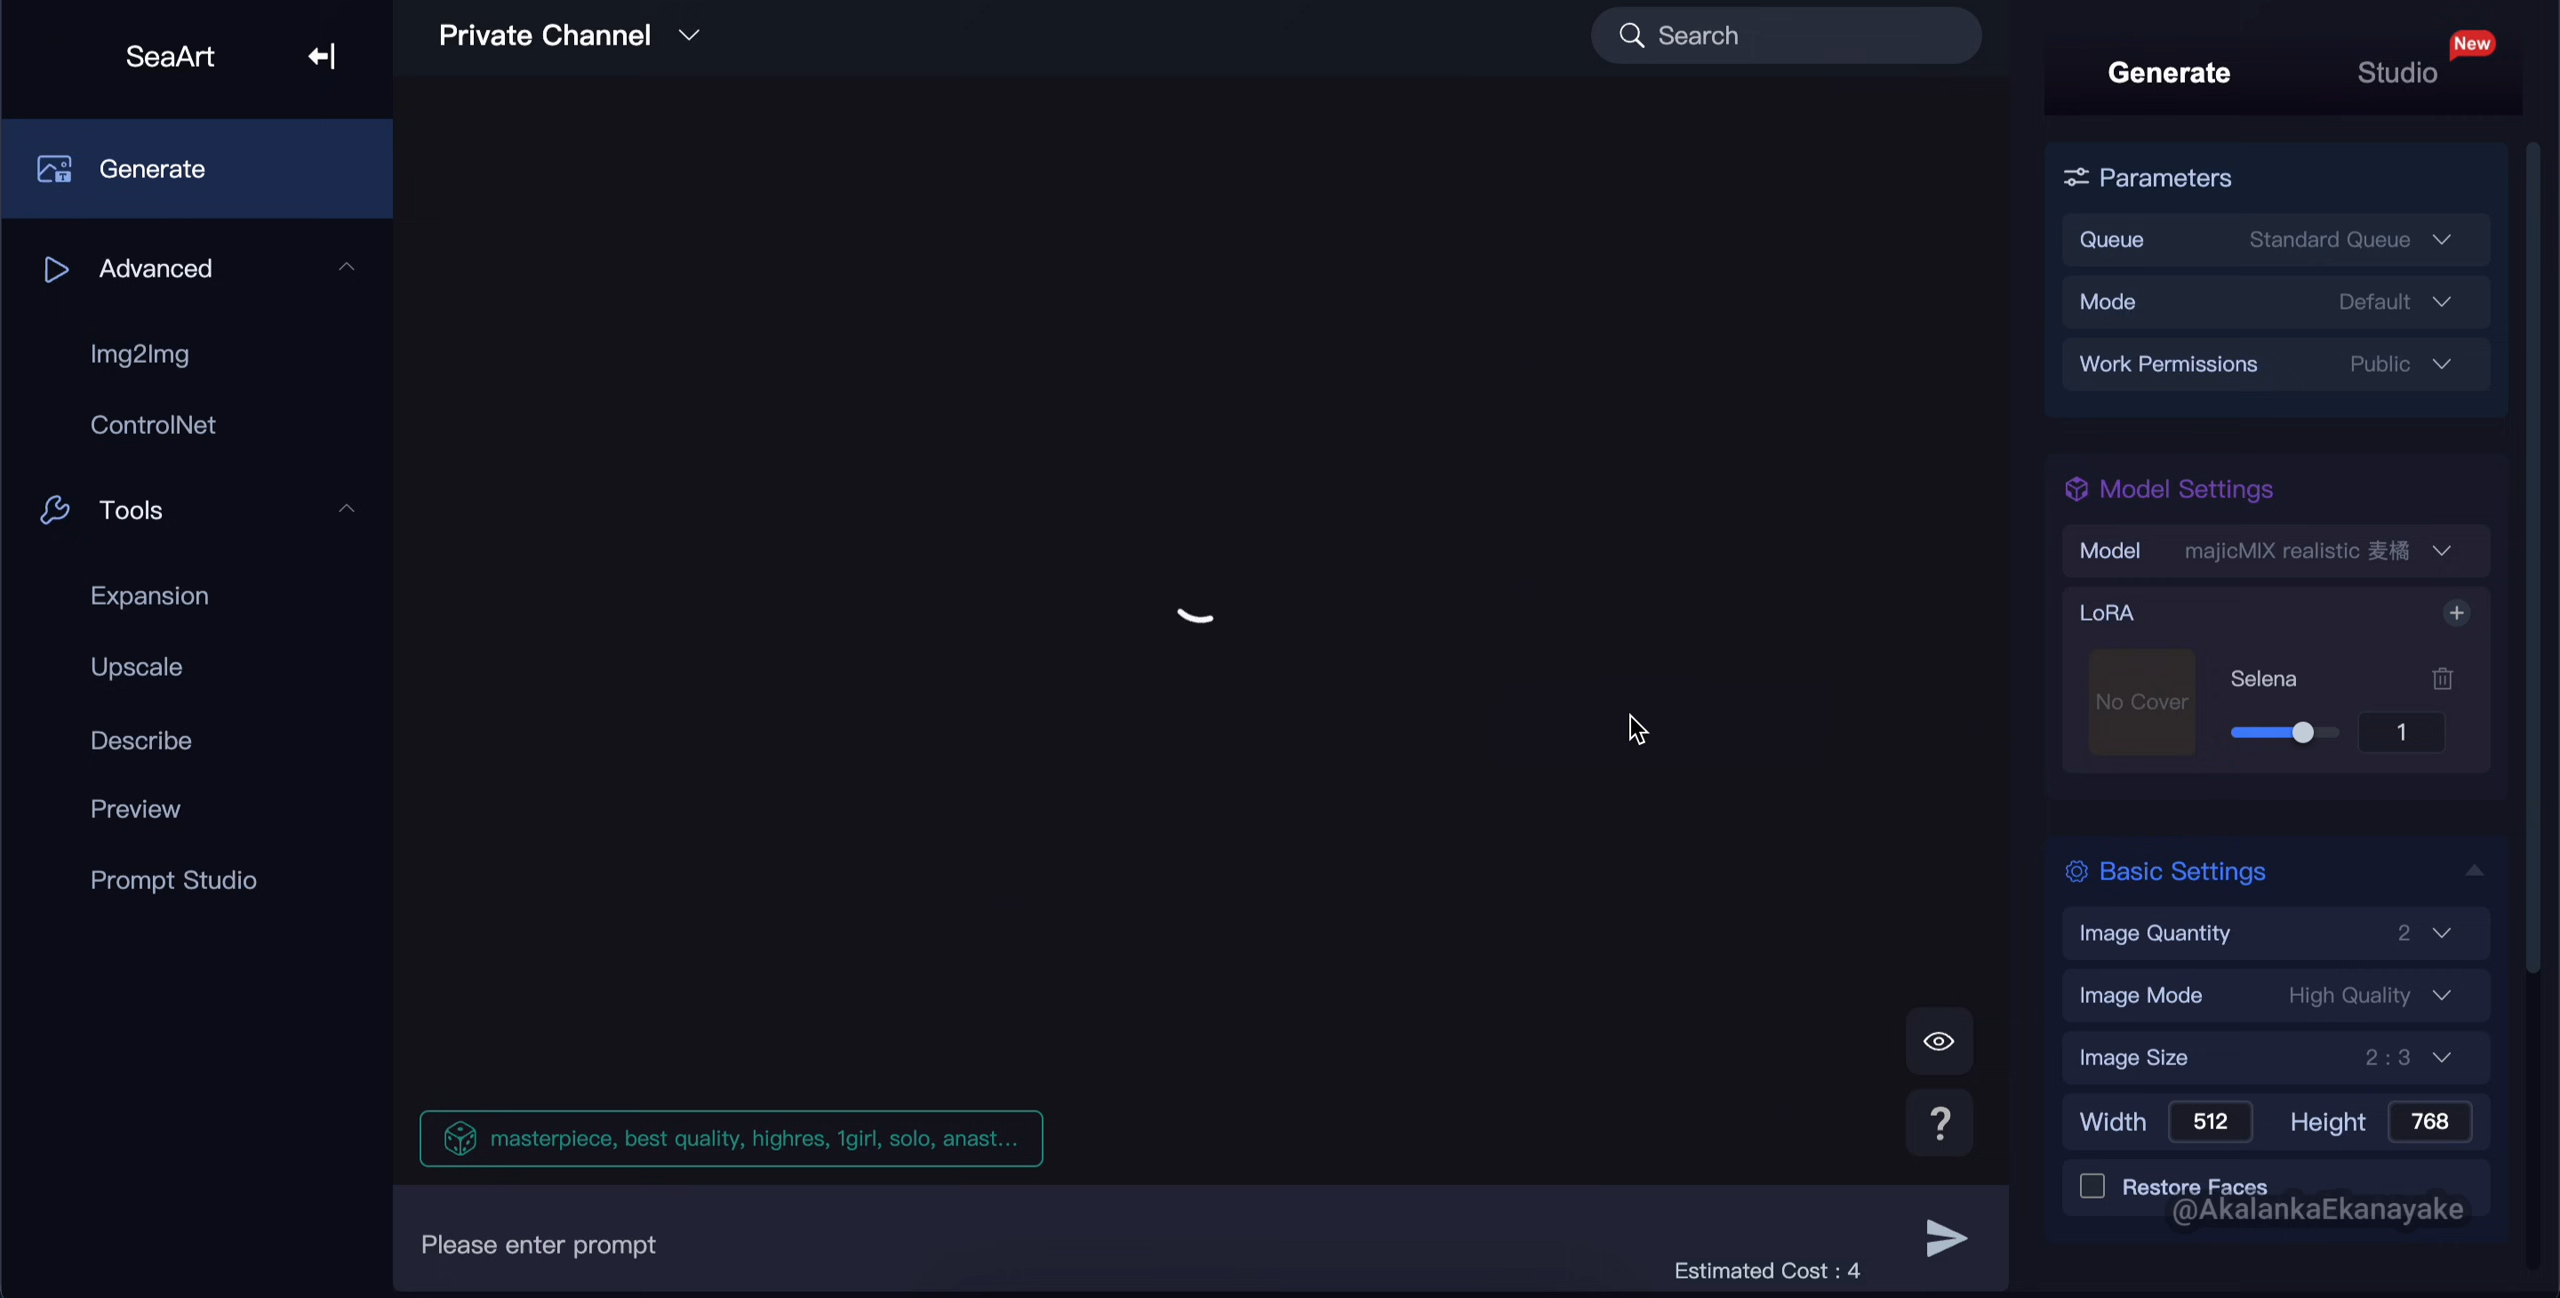 SeaArt
Generate
Advanced
Img2Img
ControlNet
Tools
Expansion
Upscale
Describe
Preview
Prompt Studio
Private Channel
Search
masterpiece, best quality, highres, 1girl, solo, anast...
?
Please enter prompt
Estimated Cost : 4
Generate
Studio
New
Parameters
Queue Standard Queue
Mode Default
Work Permissions Public
Model Settings
Model majicMIX realistic 麦橘
LoRA +
No Cover
Selena
1
Basic Settings
Image Quantity 2
Image Mode High Quality
Image Size 2 : 3
Width 512 Height 768
Restore Faces
@AkalankaEkanayake